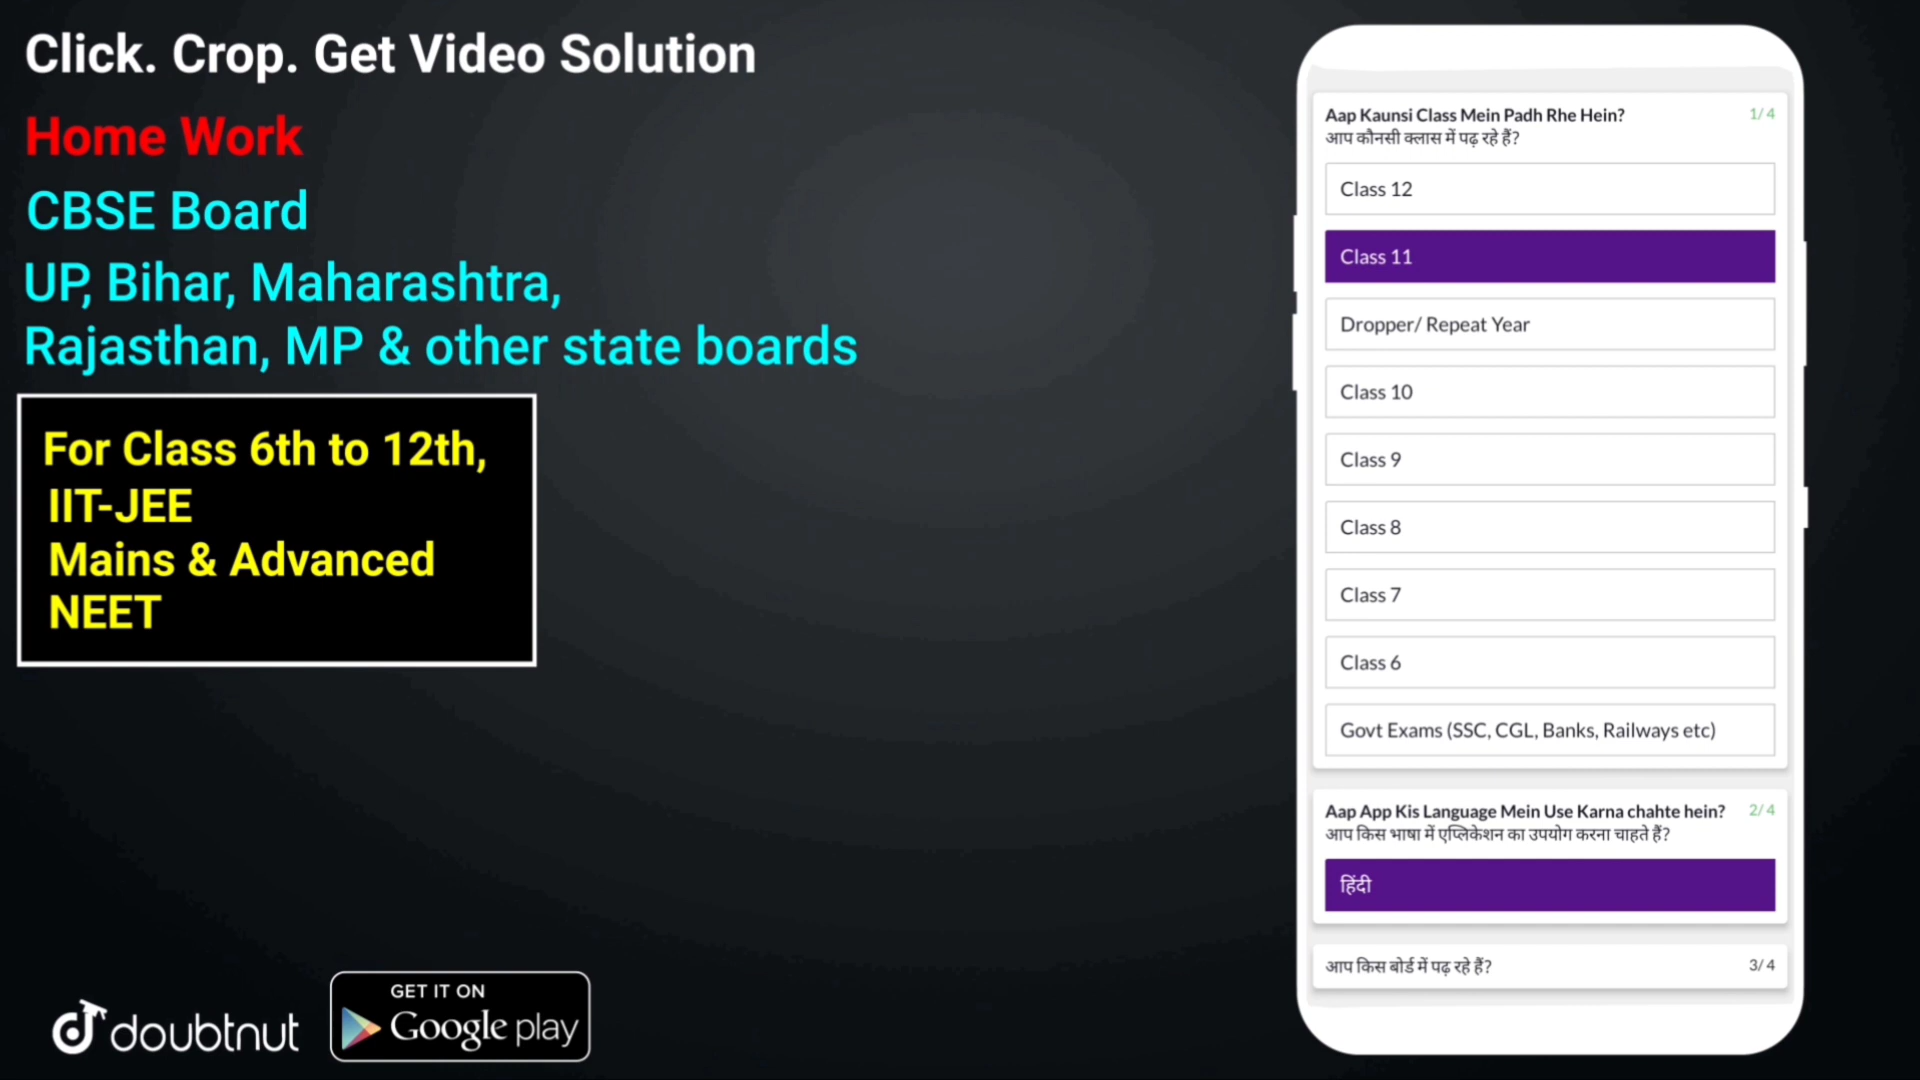 Click. Crop. Get Video Solution
Home Work
CBSE Board
UP, Bihar, Maharashtra,
Rajasthan, MP & other state boards
For Class 6th to 12th,
IIT-JEE
Mains & Advanced
NEET
doubtnut
GET IT ON
Google play
Aap Kaunsi Class Mein Padh Rhe Hein? 1/4
आप कौनसी क्लास में पढ़ रहे हैं?
Class 12
Class 11
Dropper/ Repeat Year
Class 10
Class 9
Class 8
Class 7
Class 6
Govt Exams (SSC, CGL, Banks, Railways etc)
Aap App Kis Language Mein Use Karna chahte hein? 2/4
आप किस भाषा में एप्लिकेशन का उपयोग करना चाहते हैं?
हिंदी
आप किस बोर्ड में पढ़ रहे हैं? 3/4